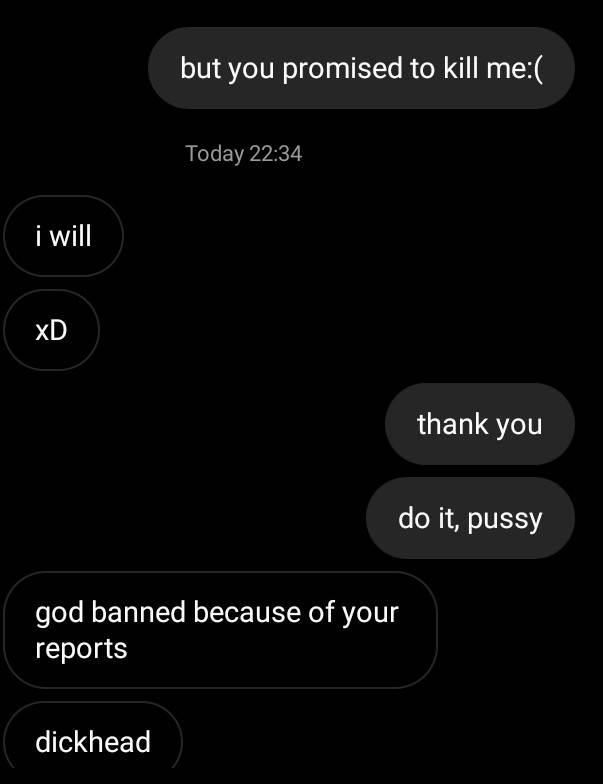 but you promised to kill me:(
Today 22:34
i will
xD
thank you
do it, pussy
god banned because of your
reports
dickhead